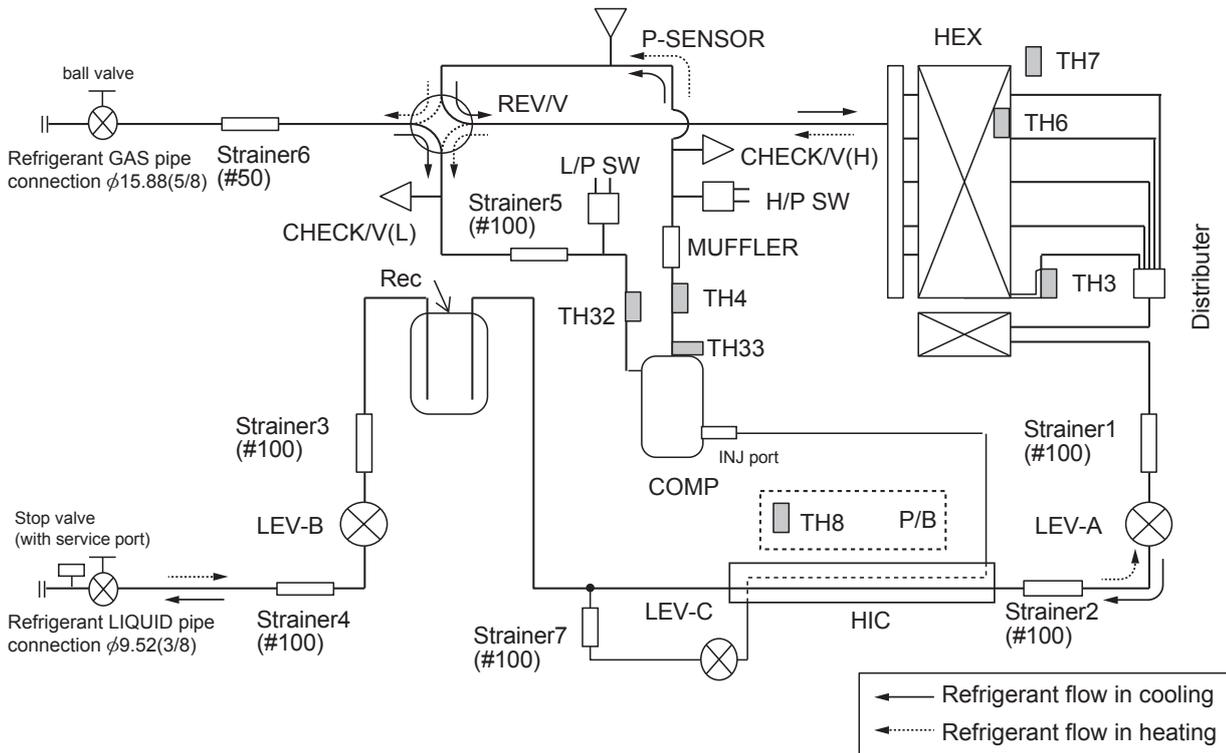 P-SENSOR
HEX
TH7
ball valve
REV/V
TH6
Strainer6
(#50)
Refrigerant GAS pipe
connection ϕ15.88(5/8)
L/P SW
CHECK/V(H)
Strainer5
(#100)
H/P SW
CHECK/V(L)
MUFFLER
Rec
TH4
TH3
Distributer
TH32
TH33
Strainer3
(#100)
Strainer1
(#100)
INJ port
COMP
Stop valve
(with service port)
LEV-B
TH8
P/B
LEV-A
Refrigerant LIQUID pipe
connection ϕ9.52(3/8)
Strainer4
(#100)
LEV-C
HIC
Strainer2
(#100)
Strainer7
(#100)
Refrigerant flow in cooling
Refrigerant flow in heating